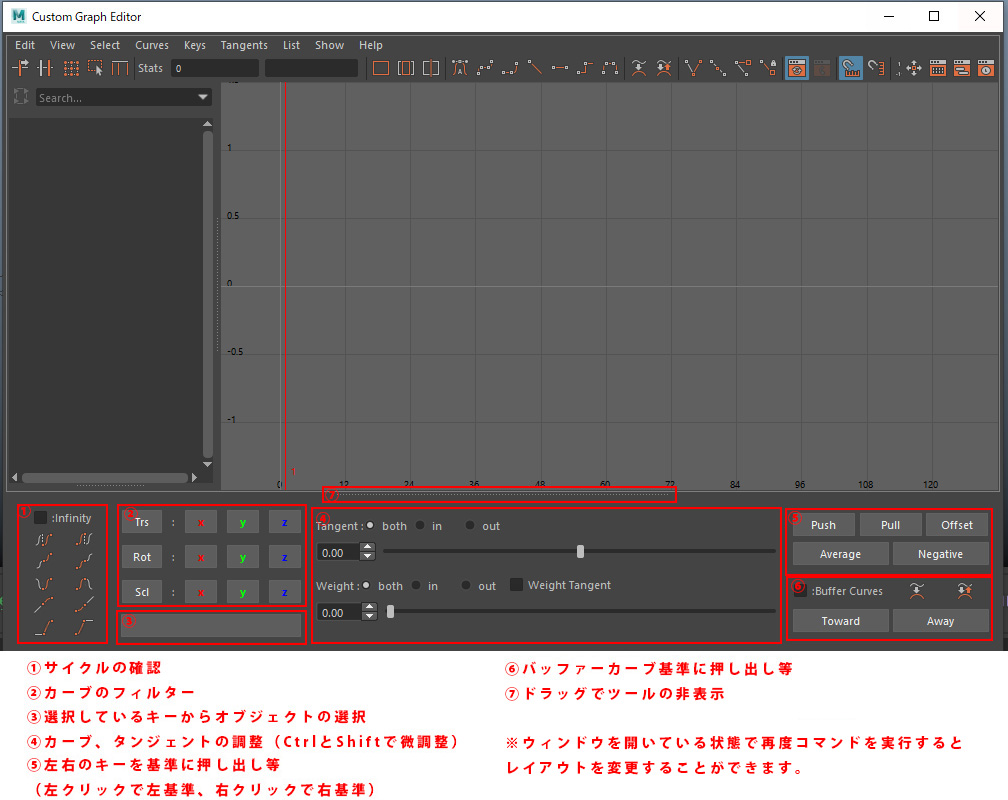 Custom Graph Editor
Edit View Select Curves Keys Tangents List Show Help
Stats 0
Search...
1
0.5
0
-0.5
-1
0 12 24 36 48 60 72 84 96 108 120
⑦
① :Infinity
② Trs : x y z
Rot : x y z
Scl : x y z
③
④
Tangent : both in out
0.00
Weight : both in out Weight Tangent
0.00
⑤ Push Pull Offset
Average Negative
⑥ :Buffer Curves
Toward Away
①サイクルの確認
②カーブのフィルター
③選択しているキーからオブジェクトの選択
④カーブ、タンジェントの調整（CtrlとShiftで微調整）
⑤左右のキーを基準に押し出し等
（左クリックで左基準、右クリックで右基準）
⑥バッファーカーブ基準に押し出し等
⑦ドラッグでツールの非表示
※ウィンドウを開いている状態で再度コマンドを実行すると
レイアウトを変更することができます。